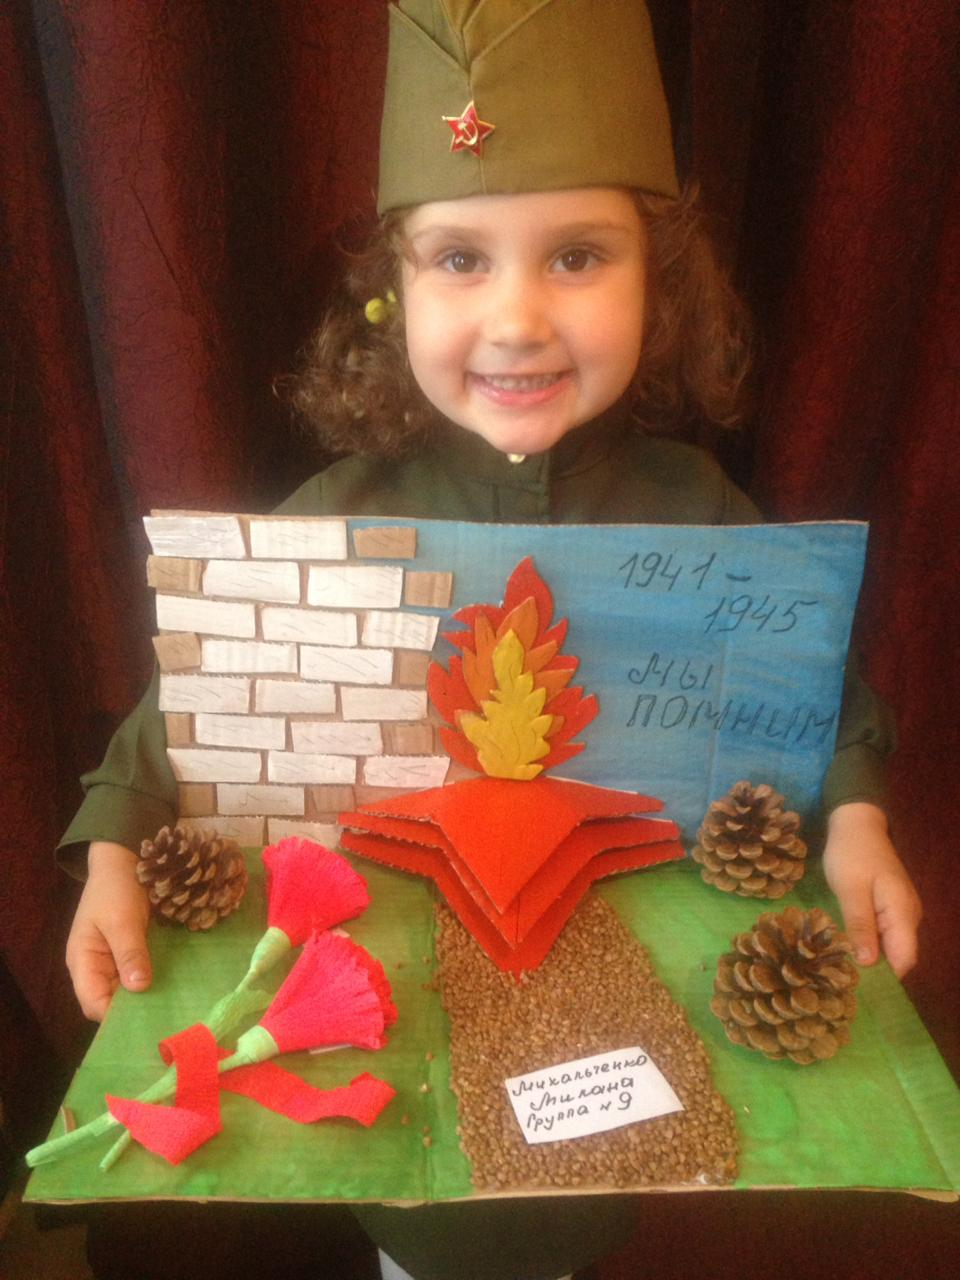 1941-
1945
мы
помним
Михальченко
Милана
Группа №9